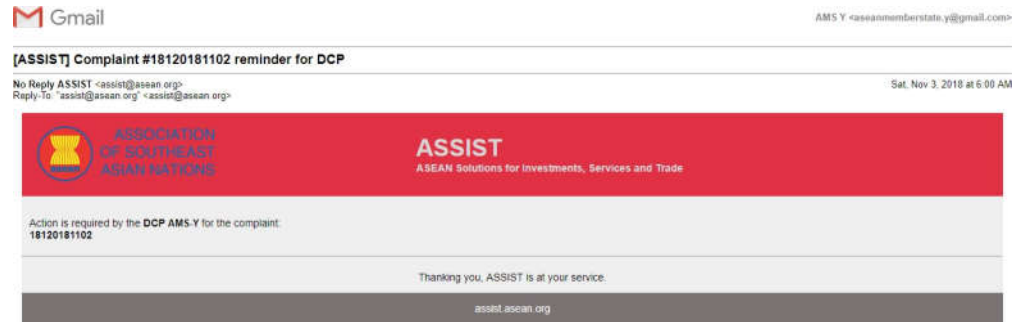 Gmail
AMS Y <aseanmemberstate.y@gmail.com>
[ASSIST] Complaint #18120181102 reminder for DCP
No Reply ASSIST <assist@asean.org>
Sat, Nov 3, 2018 at 6:00 AM
Reply-To: "assist@asean.org" <assist@asean.org>
ASSOCIATION
OF SOUTHEAST
ASIAN NATIONS
ASSIST
ASEAN Solutions for Investments, Services and Trade
Action is required by the DCP AMS-Y for the complaint:
18120181102
Thanking you, ASSIST is at your service.
assist.asean.org